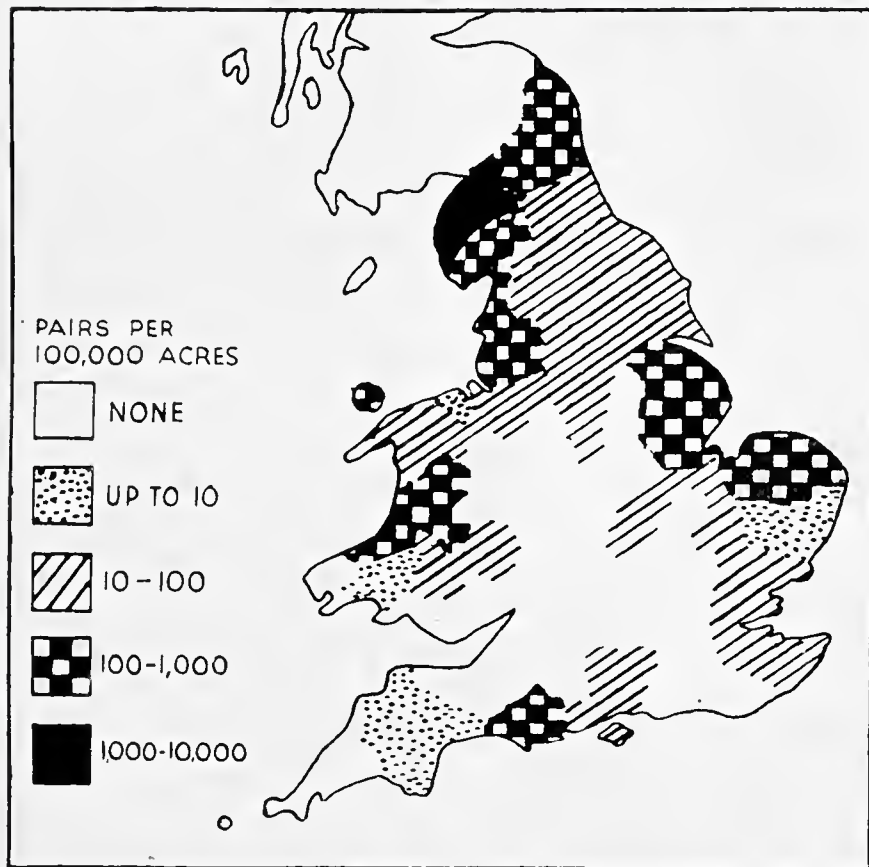 PAIRS PER
100,000 ACRES
NONE
UP TO 10
10-100
100-1,000
1,000-10,000